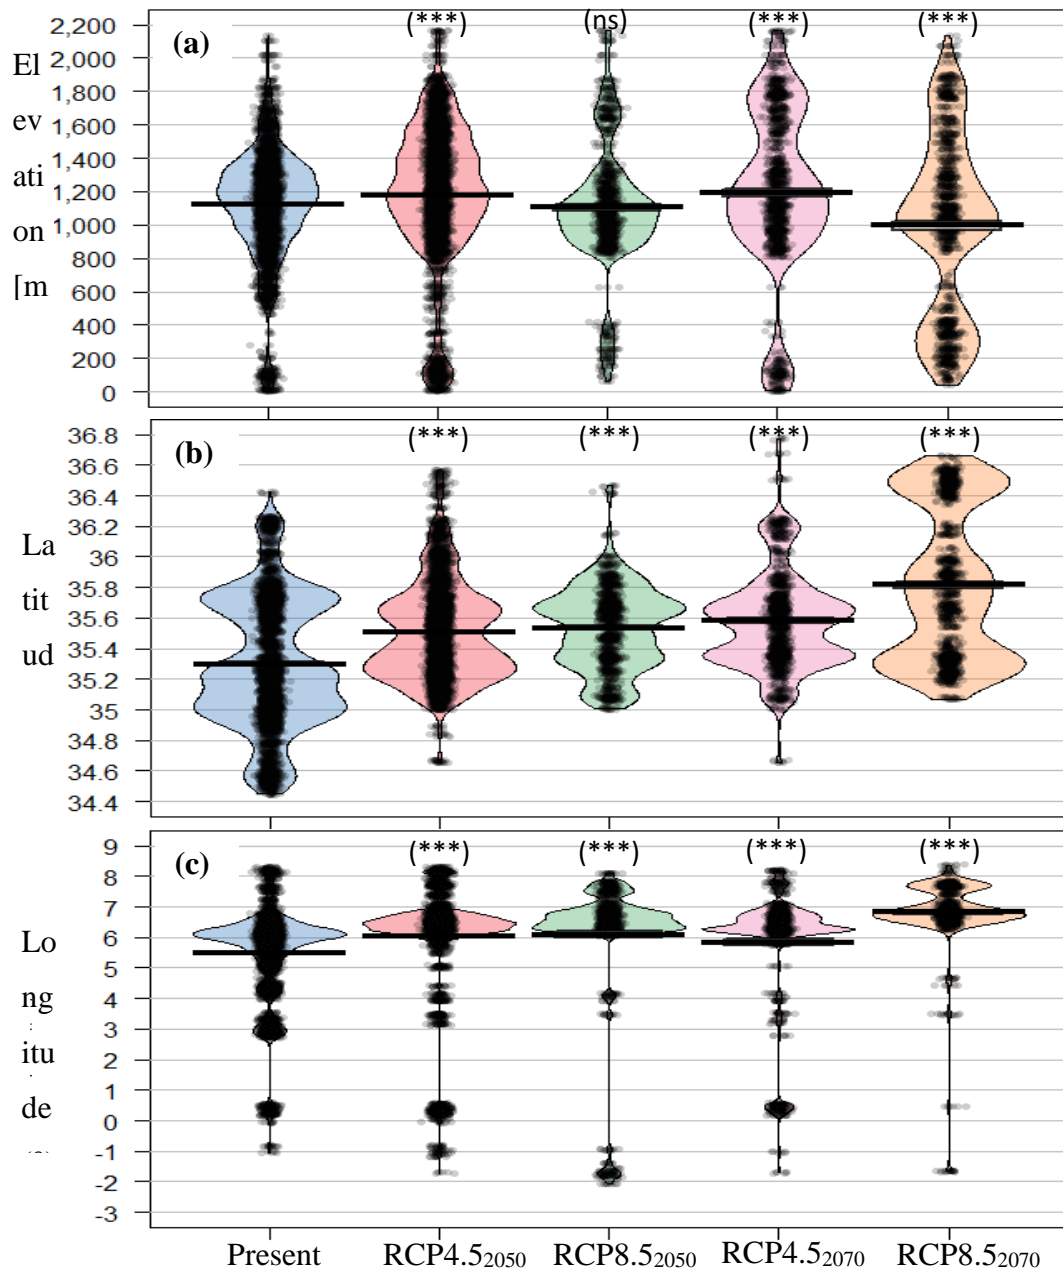 (a)
(***)
(ns)
(***)
(***)
El
ev
ati
on
[m
2,200
2,000
1,800
1,600
1,400
1,200
1,000
800
600
400
200
0
(b)
(***)
(***)
(***)
(***)
La
tit
ud
36.8
36.6
36.4
36.2
36
35.8
35.6
35.4
35.2
35
34.8
34.6
34.4
(c)
(***)
(***)
(***)
(***)
Lo
ng
itu
de
9
8
7
6
5
4
3
2
1
0
-1
-2
-3
Present RCP4.5₂₀₅₀ RCP8.5₂₀₅₀ RCP4.5₂₀₇₀ RCP8.5₂₀₇₀